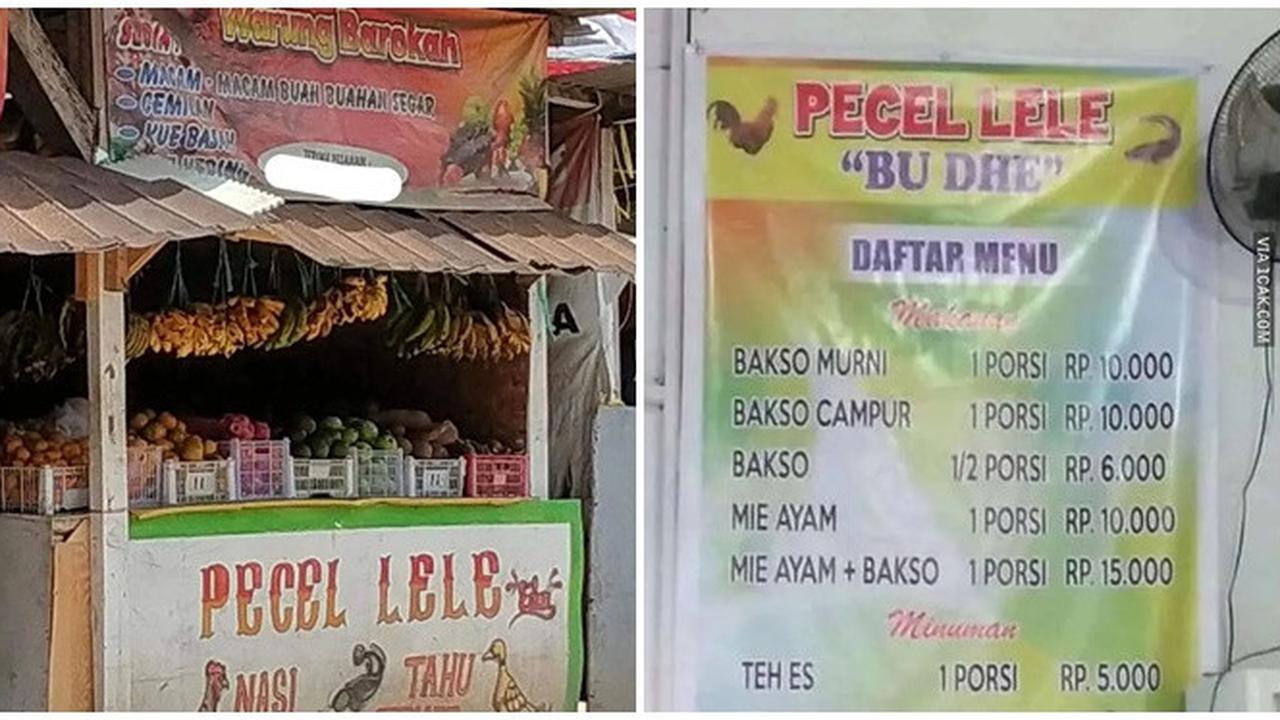 Warung Barokah
MACAM - MACAM BUAH BUAHAN SEGAR
CEMILAN
KUE BASAH
A
PECEL LELE
NASI
TAHU
PECEL LELE
"BU DHE"
DAFTAR MENU
Makanan
BAKSO MURNI 1 PORSI RP. 10.000
BAKSO CAMPUR 1 PORSI RP. 10.000
BAKSO 1/2 PORSI RP. 6.000
MIE AYAM 1 PORSI RP. 10.000
MIE AYAM + BAKSO 1 PORSI RP. 15.000
Minuman
TEH ES 1 PORSI RP. 5.000
VIA 1CAK.COM